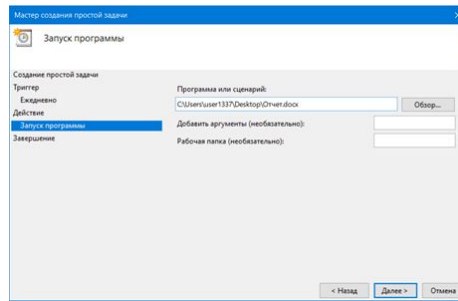 Мастер создания простой задачи
Запуск программы
Создание простой задачи
Триггер
Ежедневно
Действие
Запуск программы
Завершение
Программа или сценарий:
C:\Users\user1337\Desktop\Отчет.docx
Обзор...
Добавить аргументы (необязательно):
Рабочая папка (необязательно):
< Назад
Далее >
Отмена